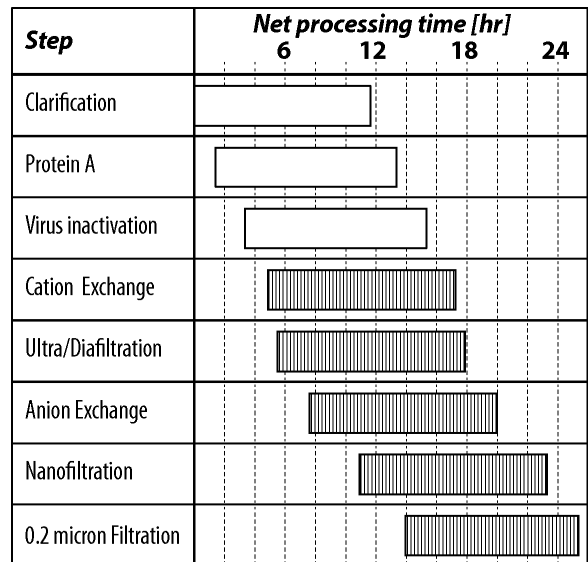 Step
Net processing time [hr]
6 12 18 24
Clarification
Protein A
Virus inactivation
Cation Exchange
Ultra/Diafiltration
Anion Exchange
Nanofiltration
0.2 micron Filtration